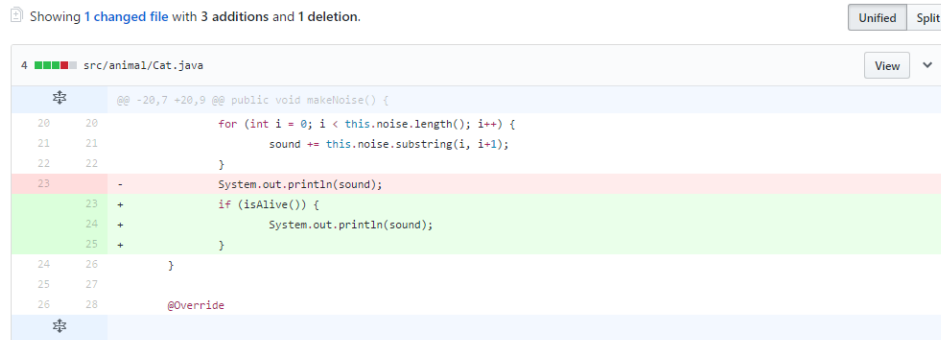 Showing 1 changed file with 3 additions and 1 deletion. Unified Split
4 src/animal/Cat.java View
@@ -20,7 +20,9 @@ public void makeNoise() {
20 20 for (int i = 0; i < this.noise.length(); i++) {
21 21 sound += this.noise.substring(i, i+1);
22 22 }
23 - System.out.println(sound);
23 + if (isAlive()) {
24 + System.out.println(sound);
25 + }
24 26 }
25 27
26 28 @Override